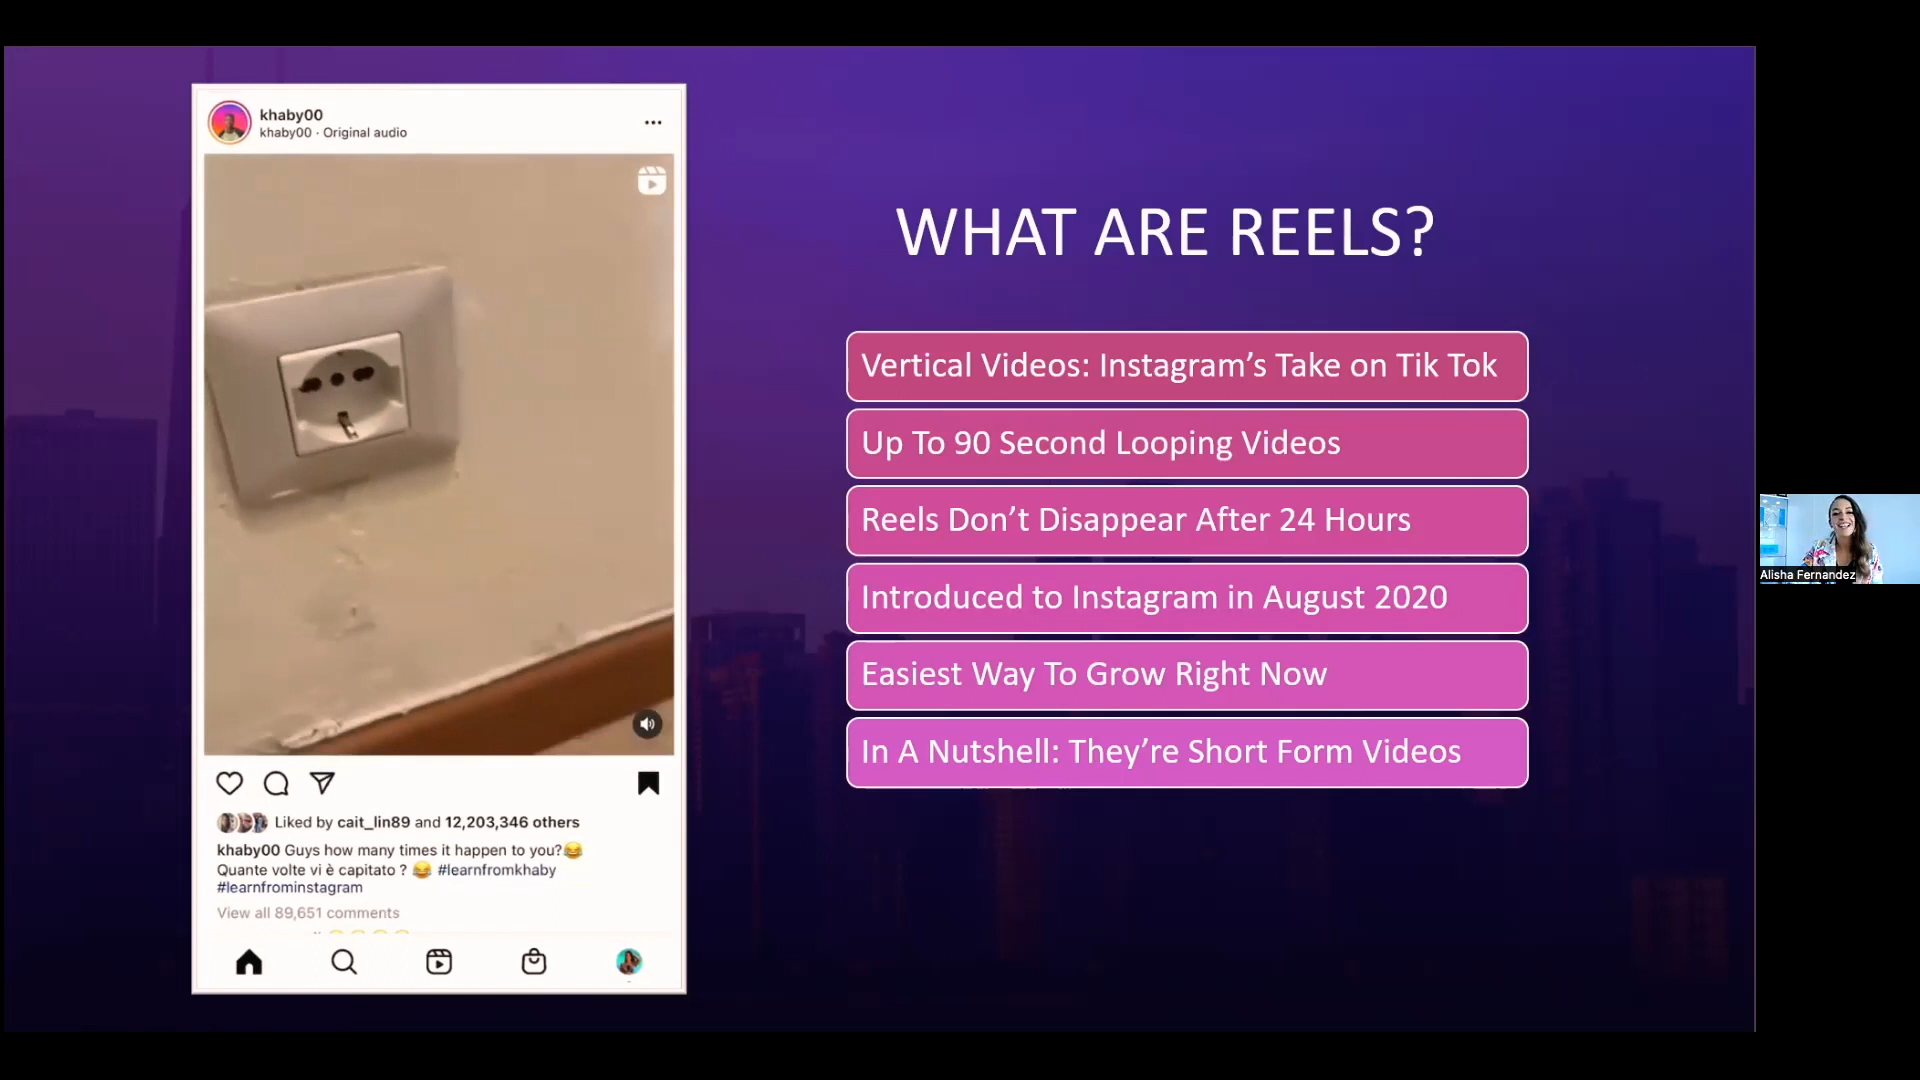 khaby00
khaby00 · Original audio
WHAT ARE REELS?
Vertical Videos: Instagram’s Take on Tik Tok
Up To 90 Second Looping Videos
Reels Don’t Disappear After 24 Hours
Introduced to Instagram in August 2020
Easiest Way To Grow Right Now
In A Nutshell: They’re Short Form Videos
Liked by cait_lin89 and 12,203,346 others
khaby00 Guys how many times it happen to you?😂
Quante volte vi è capitato ? 😂 #learnfromkhaby
#learnfrominstagram
View all 89,651 comments
Alisha Fernandez